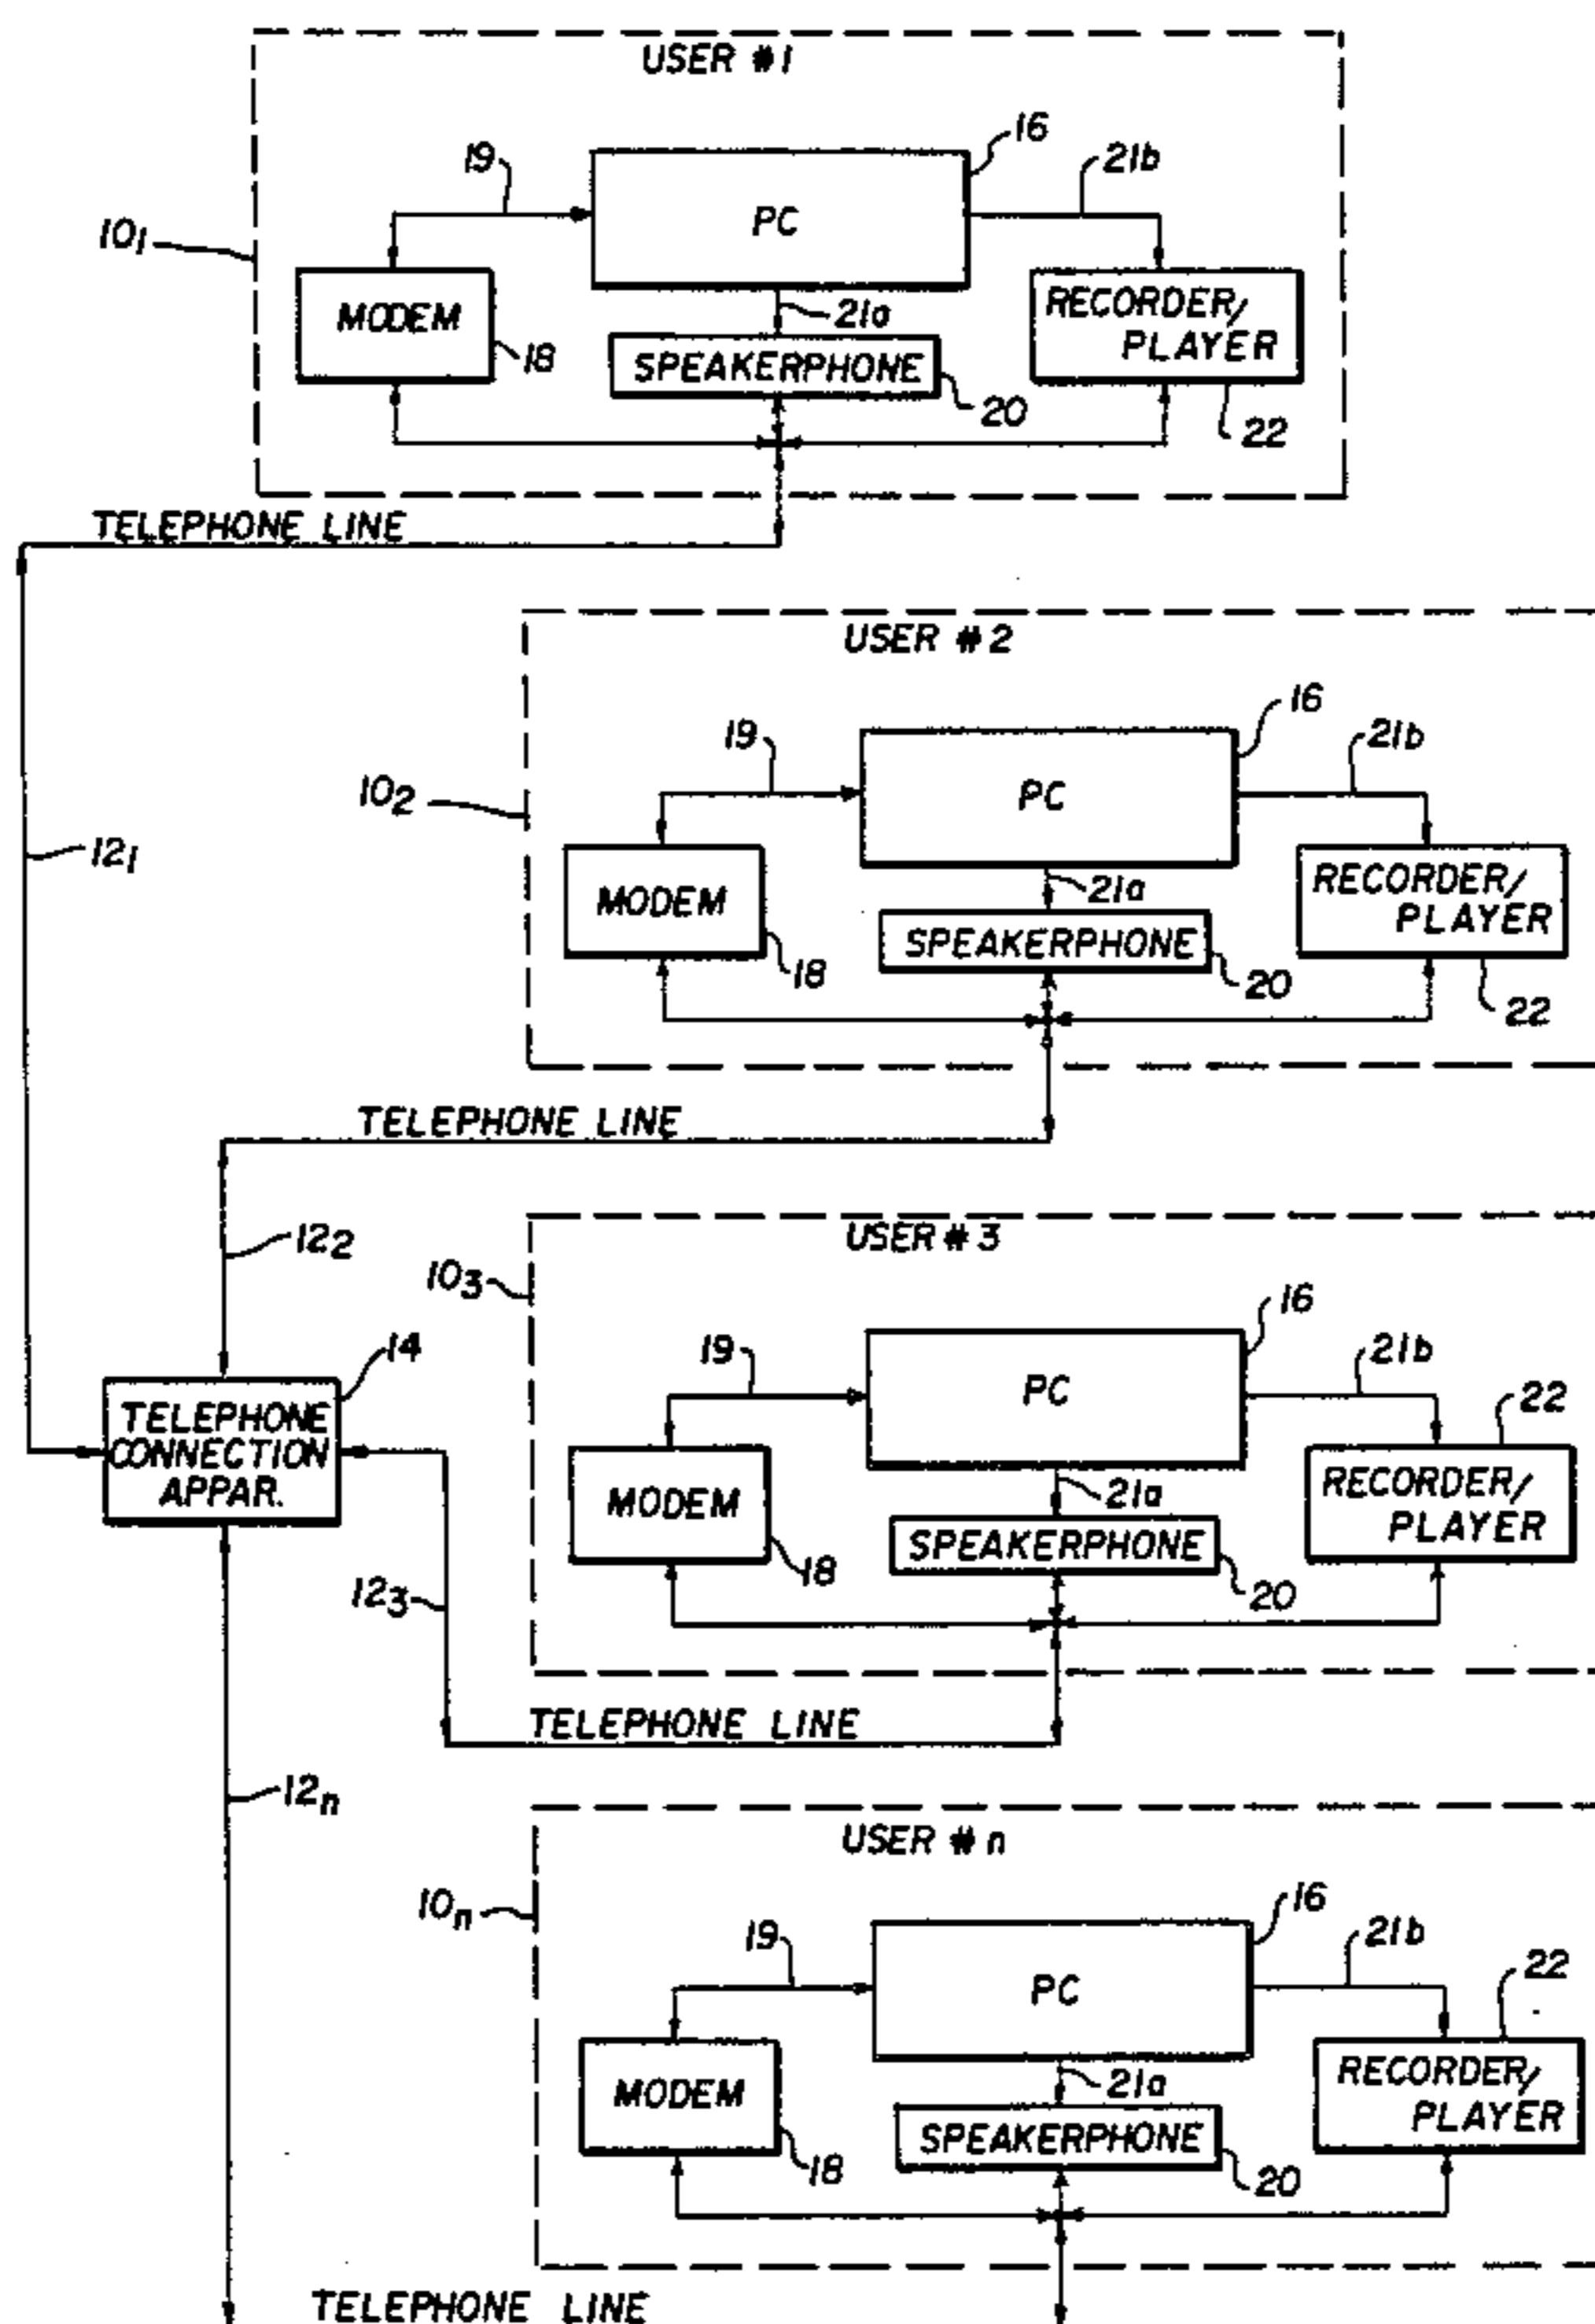 USER #1
16
19
21b
PC
10₁
MODEM
21a
RECORDER/
PLAYER
18
SPEAKERPHONE
20
22
TELEPHONE LINE
USER #2
16
19
21b
PC
10₂
12₁
MODEM
21a
RECORDER/
PLAYER
18
SPEAKERPHONE
20
22
TELEPHONE LINE
12₂
USER #3
10₃
16
19
21b
14
PC
22
TELEPHONE
CONNECTION
APPAR.
MODEM
21a
RECORDER/
PLAYER
18
SPEAKERPHONE
20
12₃
TELEPHONE LINE
12ₙ
USER #n
10ₙ
16
19
21b
22
PC
MODEM
21a
RECORDER/
PLAYER
18
SPEAKERPHONE
20
TELEPHONE LINE